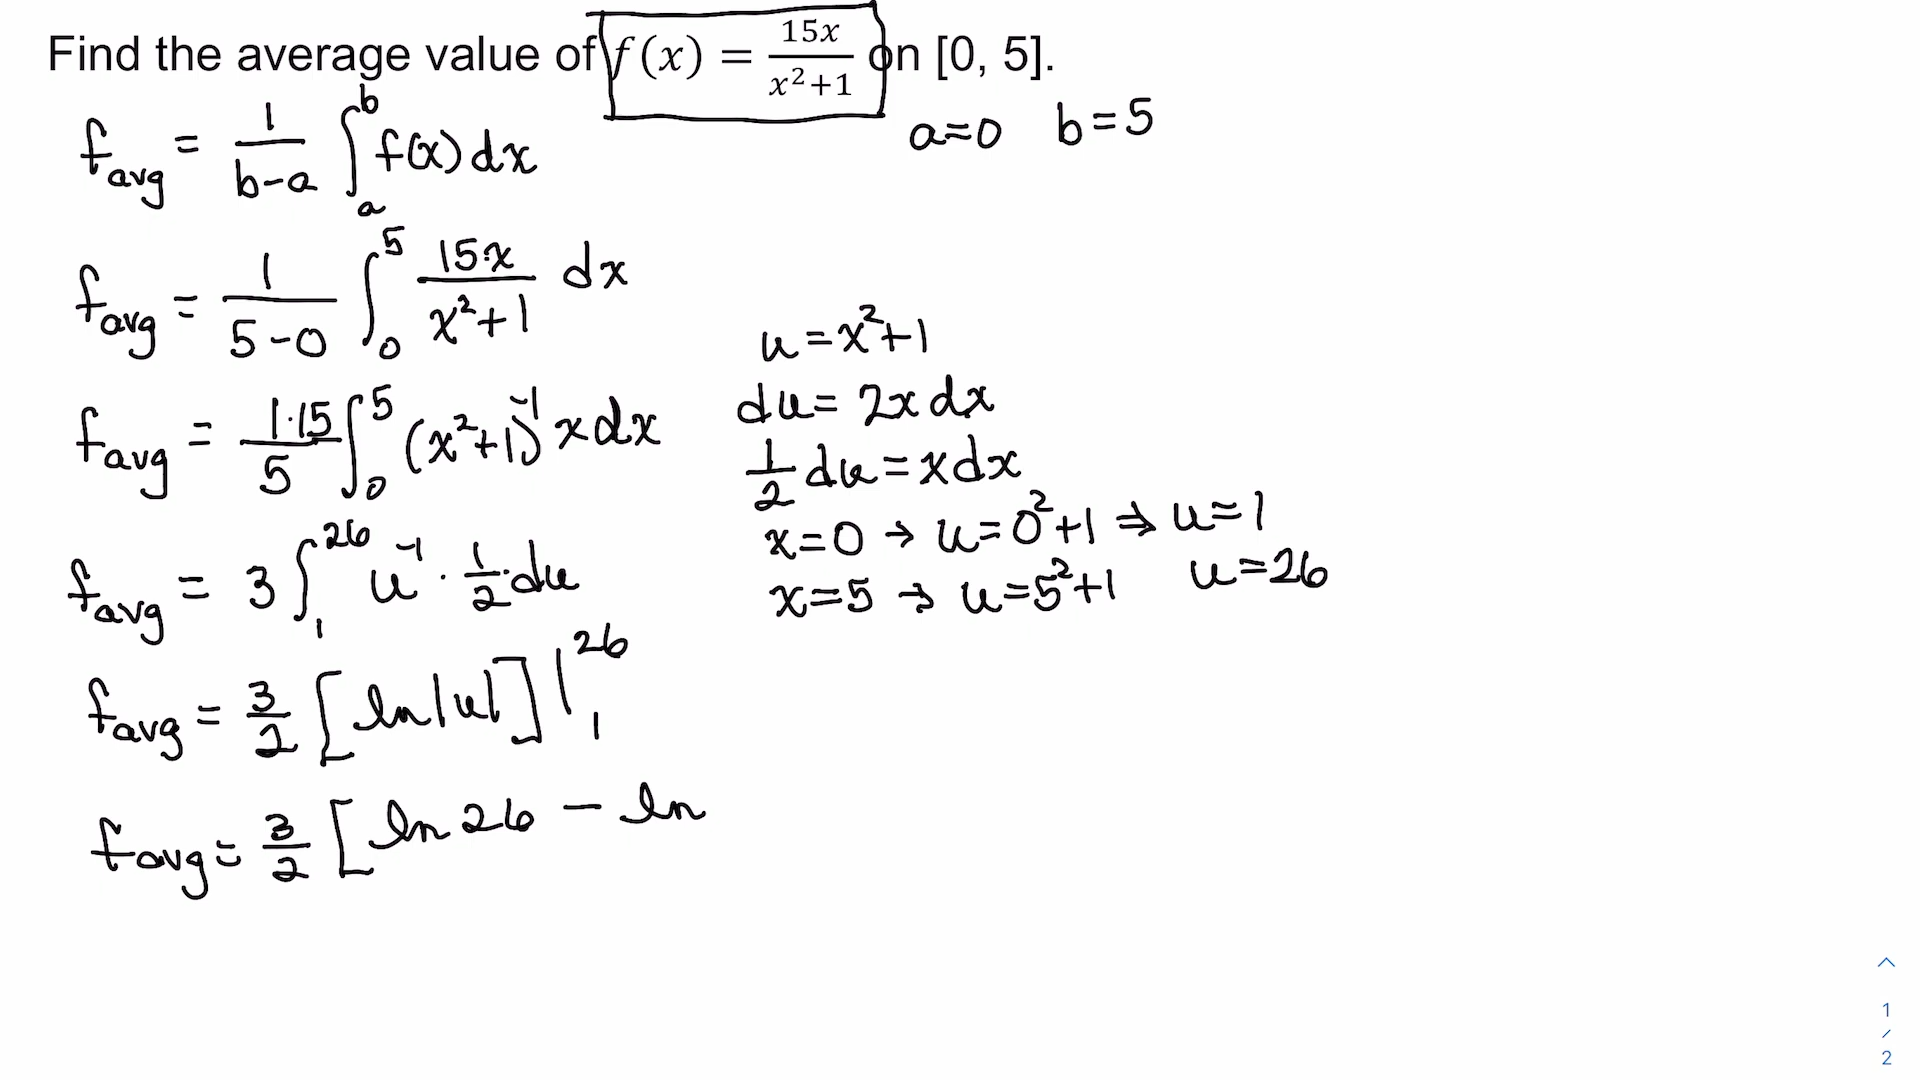 Find the average value of f(x) = 15x/(x²+1) on [0, 5].
a=0 b=5
f_avg = 1/(b-a) ∫_a^b f(x) dx
f_avg = 1/(5-0) ∫_0^5 15x/(x²+1) dx
f_avg = 1·15/5 ∫_0^5 (x²+1)^-1 x dx
f_avg = 3 ∫_1^26 u^-1 · 1/2 du
f_avg = 3/2 [ln|u|] |_1^26
f_avg = 3/2 [ln 26 - ln
u = x²+1
du = 2x dx
1/2 du = x dx
x=0 → u=0²+1 ⇒ u=1
x=5 → u=5²+1 u=26
1
/
2